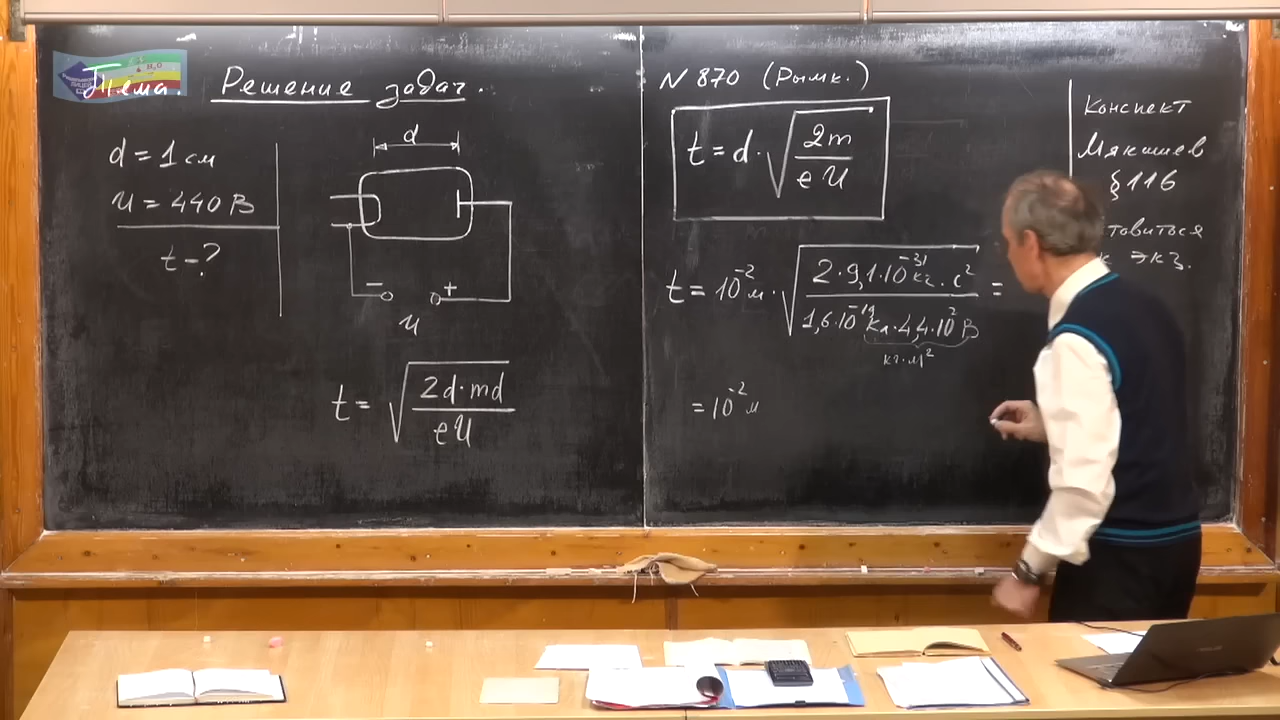 Тема. Решение задач.
d = 1 см
U = 440 В
t - ?
d
− +
U
t = √(2d·md / eU)
N 870 (Рымк.)
t = d · √(2m / eU)
t = 10⁻² м · √(2·9,1·10⁻³¹ кг·с² / 1,6·10⁻¹⁹ Кл·4,4·10² В) =
кг·м²
= 10⁻² м
Конспект
Мякишев
§116
к экз.